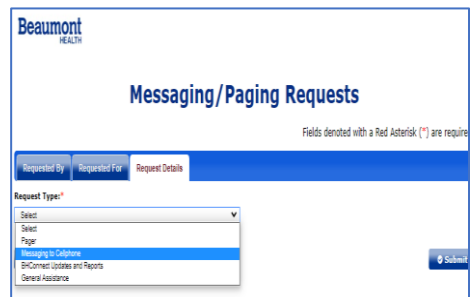 Beaumont
HEALTH
Messaging/Paging Requests
Fields denoted with a Red Asterisk (*) are require
Requested By Requested For Request Details
Request Type:*
Select
Select
Pager
Messaging to Cellphone
BHConnect Updates and Reports
General Assistance
Submit